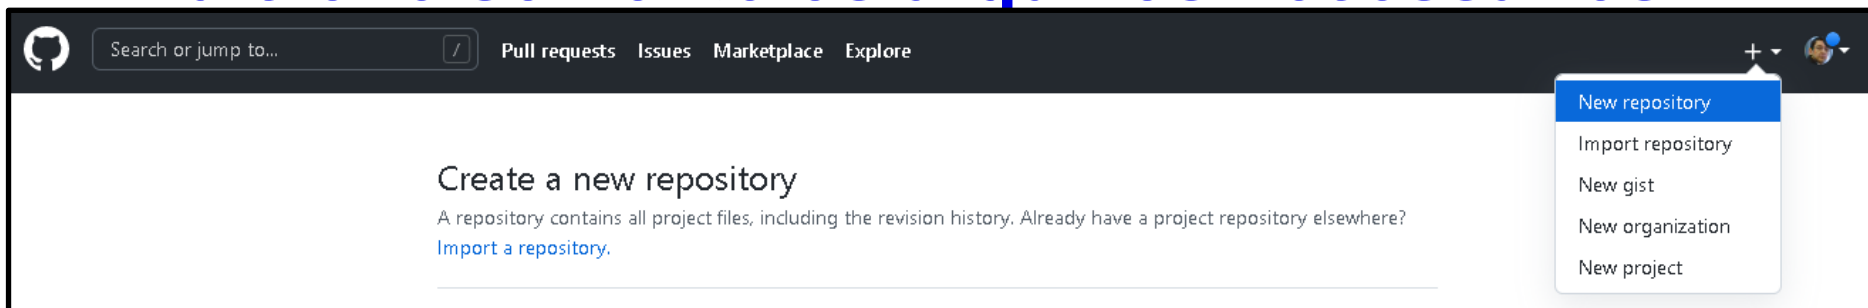 Search or jump to...
/
Pull requests Issues Marketplace Explore
New repository
Import repository
New gist
New organization
New project
Create a new repository
A repository contains all project files, including the revision history. Already have a project repository elsewhere?
Import a repository.